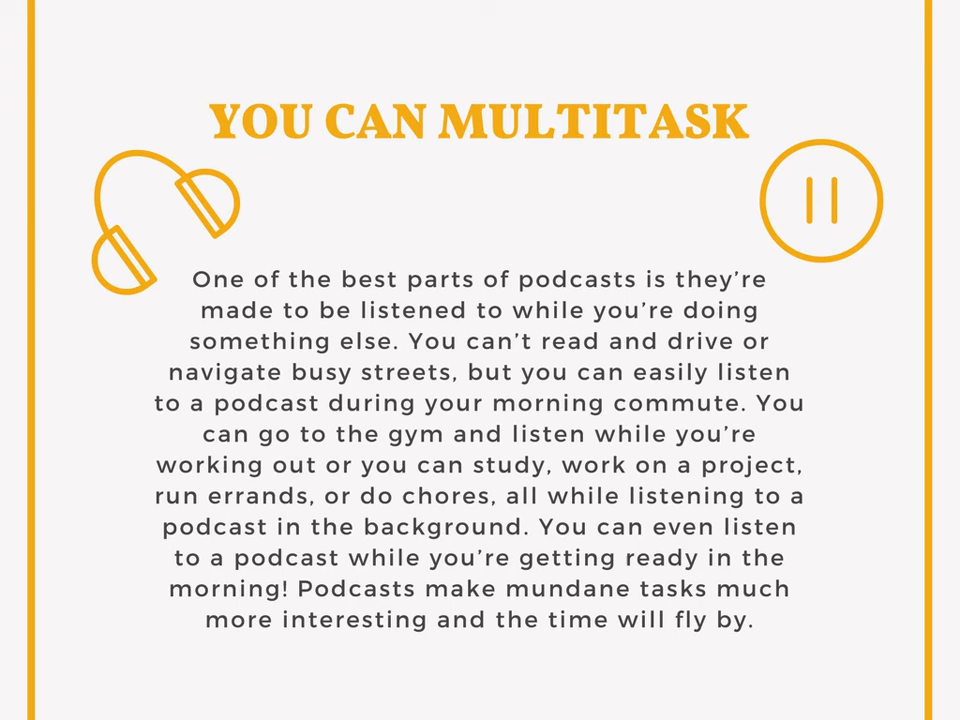 YOU CAN MULTITASK
One of the best parts of podcasts is they’re
made to be listened to while you’re doing
something else. You can’t read and drive or
navigate busy streets, but you can easily listen
to a podcast during your morning commute. You
can go to the gym and listen while you’re
working out or you can study, work on a project,
run errands, or do chores, all while listening to a
podcast in the background. You can even listen
to a podcast while you’re getting ready in the
morning! Podcasts make mundane tasks much
more interesting and the time will fly by.